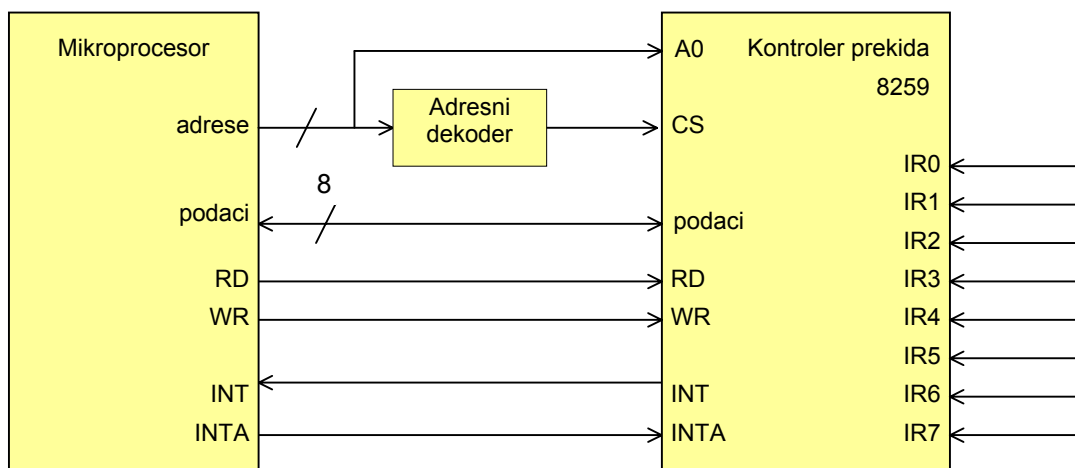 Mikroprocesor
adrese
podaci
RD
WR
INT
INTA
8
Adresni
dekoder
A0
Kontroler prekida
8259
CS
podaci
RD
WR
INT
INTA
IR0
IR1
IR2
IR3
IR4
IR5
IR6
IR7